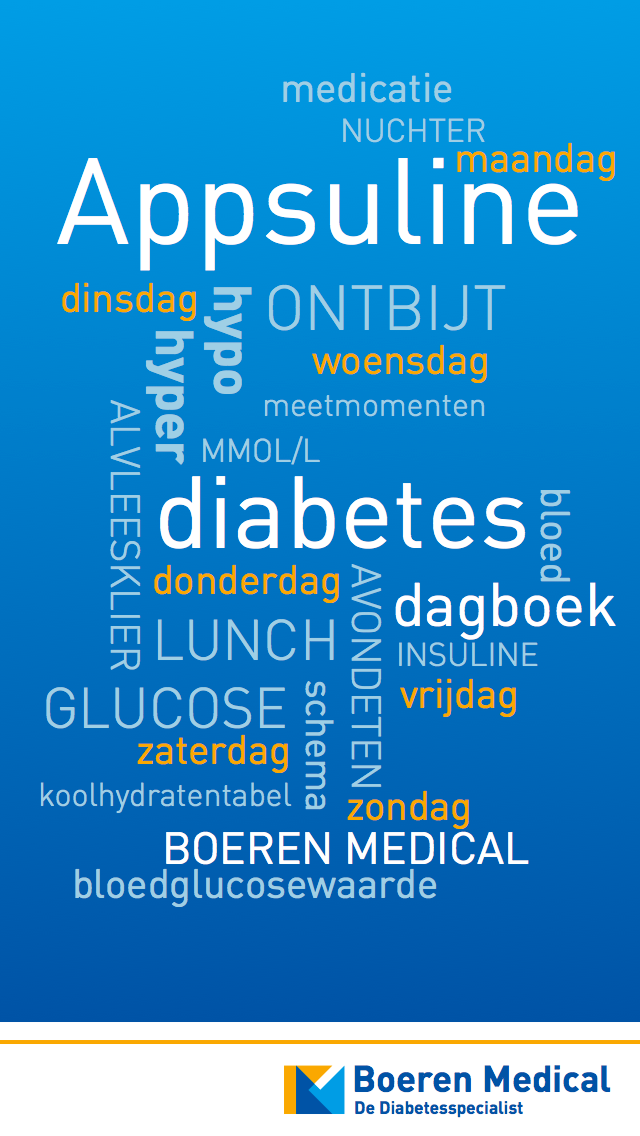 medicatie
NUCHTER
maandag
Appsuline
dinsdag
hypo
ONTBIJT
hyper
woensdag
meetmomenten
ALVLEESKLIER
MMOL/L
diabetes
bloed
donderdag
AVONDETEN
dagboek
LUNCH
INSULINE
GLUCOSE
schema
vrijdag
zaterdag
koolhydratentabel
zondag
BOEREN MEDICAL
bloedglucosewaarde
Boeren Medical
De Diabetesspecialist